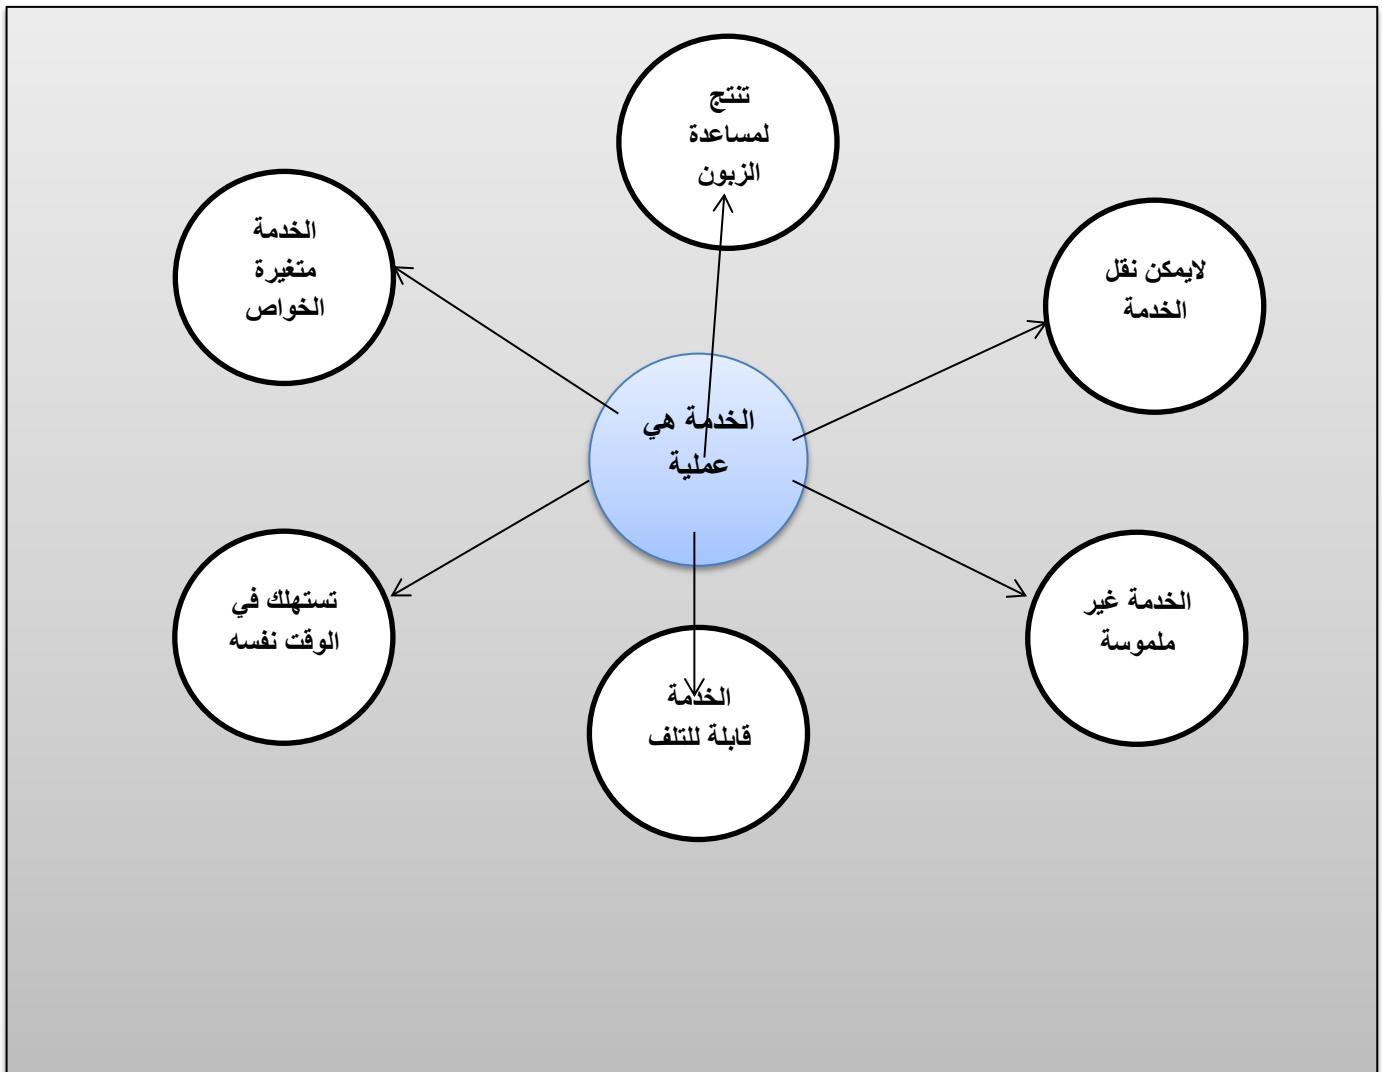 تنتج
لمساعدة
الزبون
لايمكن نقل
الخدمة
الخدمة
متغيرة
الخواص
الخدمة هي
عملية
الخدمة غير
ملموسة
تستهلك في
الوقت نفسه
الخدمة
قابلة للتلف